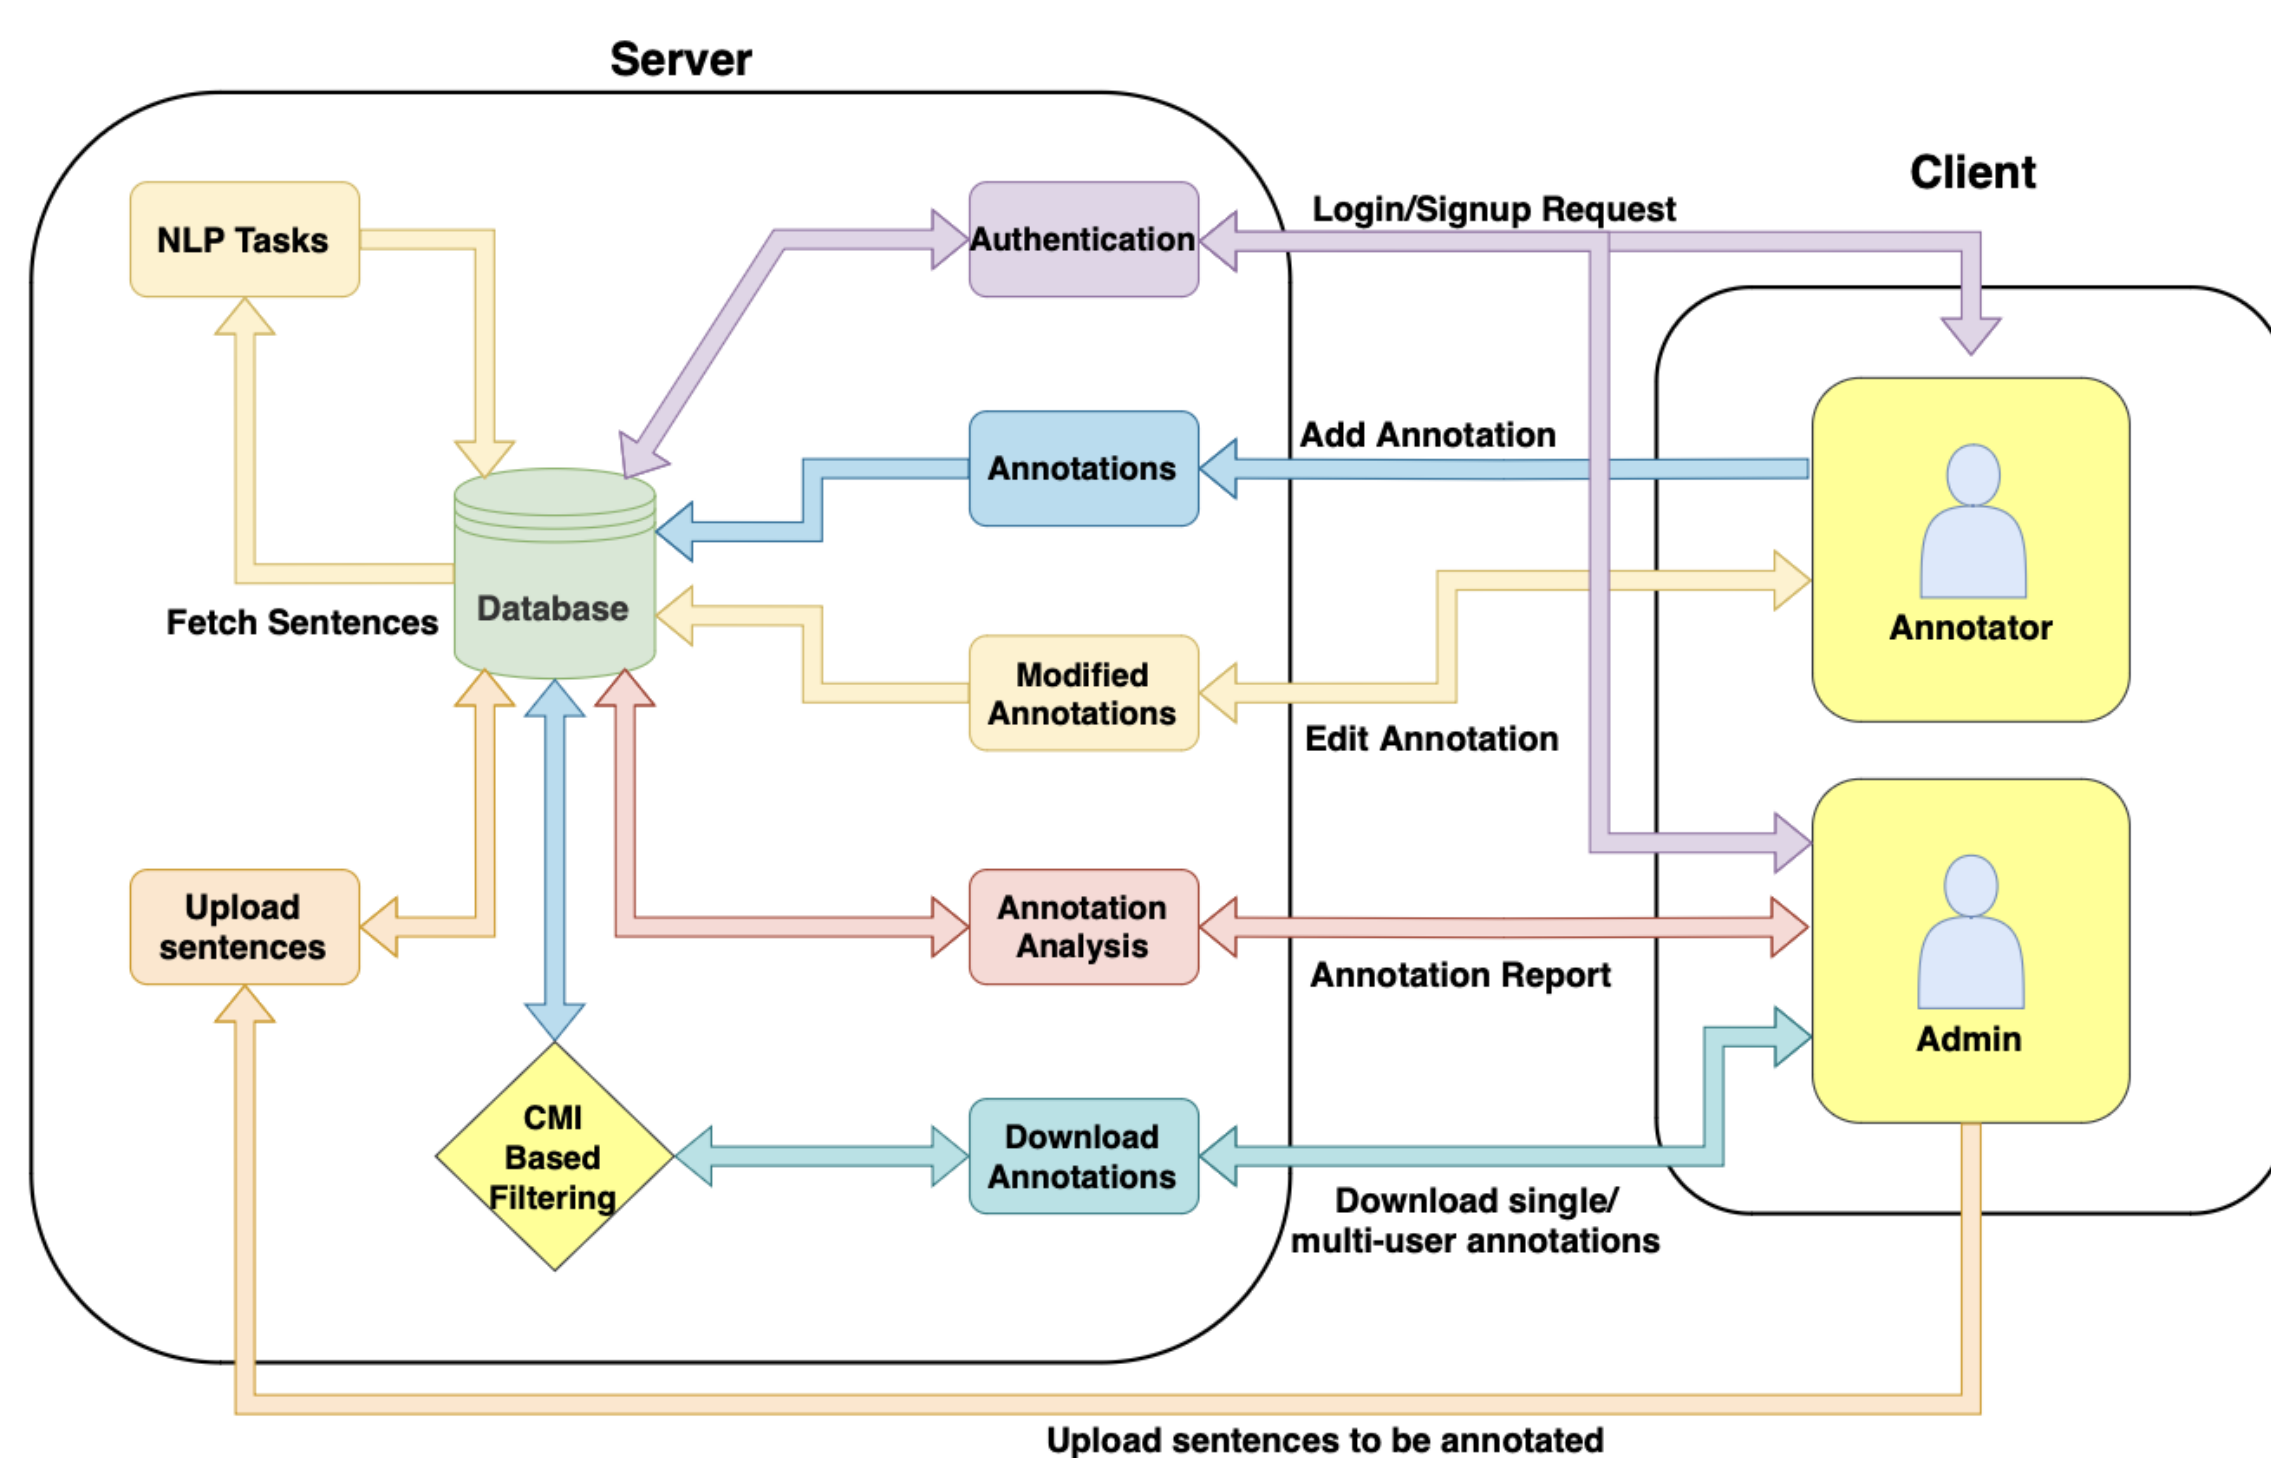 Server
Client
NLP Tasks
Authentication
Login/Signup Request
Annotations
Add Annotation
Annotator
Fetch Sentences
Database
Modified
Annotations
Edit Annotation
Upload
sentences
Annotation
Analysis
Annotation Report
Admin
CMI
Based
Filtering
Download
Annotations
Download single/
multi-user annotations
Upload sentences to be annotated